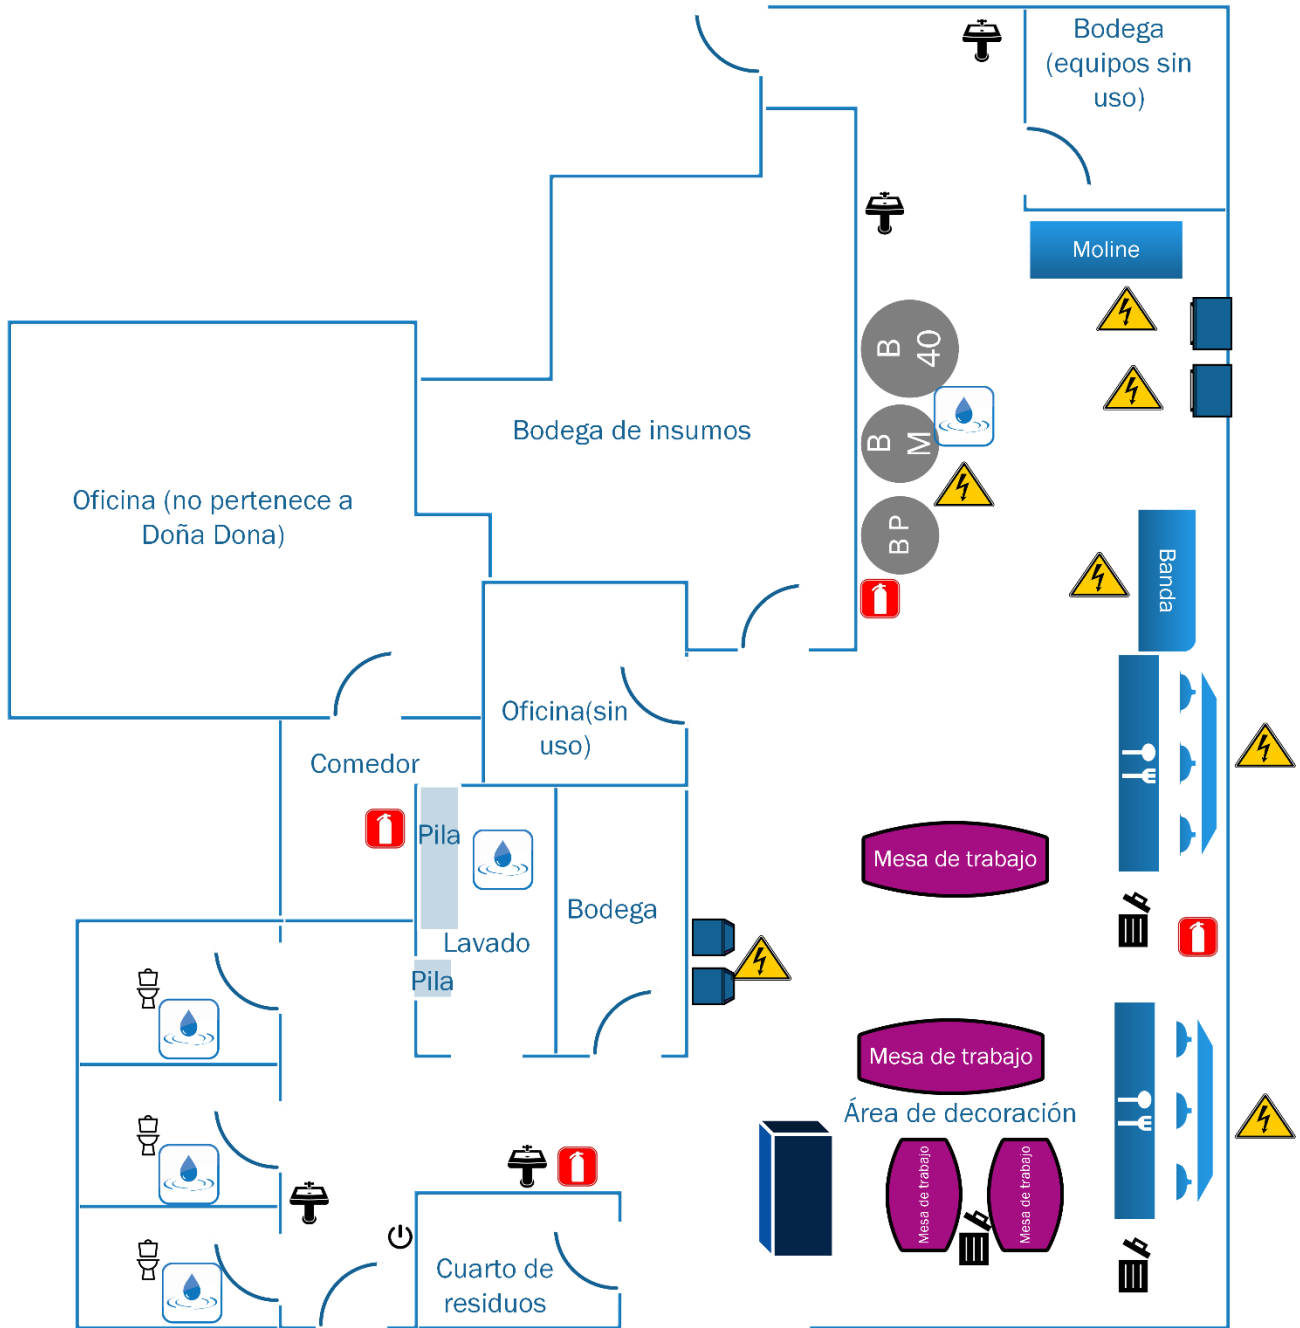 Bodega
(equipos sin
uso)
Moline
B
40
Bodega de insumos
B
M
Oficina (no pertenece a
Doña Dona)
B P
Banda
Oficina(sin
uso)
Comedor
Pila
Mesa de trabajo
Bodega
Lavado
Pila
Mesa de trabajo
Área de decoración
Mesa de trabajo
Mesa de trabajo
Cuarto de
residuos